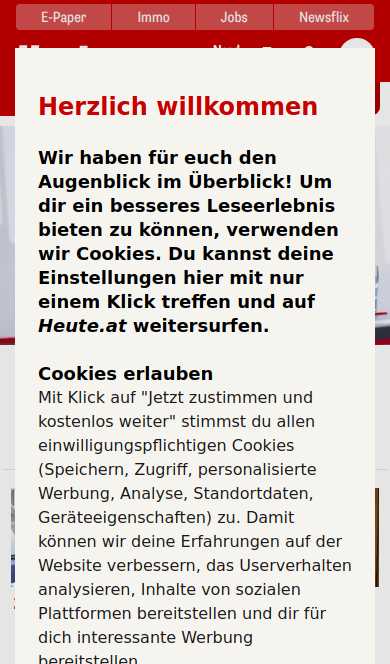 E-Paper
Immo
Jobs
Newsflix
Herzlich willkommen
Wir haben für euch den
Augenblick im Überblick! Um
dir ein besseres Leseerlebnis
bieten zu können, verwenden
wir Cookies. Du kannst deine
Einstellungen hier mit nur
einem Klick treffen und auf
Heute.at weitersurfen.
Cookies erlauben
Mit Klick auf "Jetzt zustimmen und
kostenlos weiter" stimmst du allen
einwilligungspflichtigen Cookies
(Speichern, Zugriff, personalisierte
Werbung, Analyse, Standortdaten,
Geräteeigenschaften) zu. Damit
können wir deine Erfahrungen auf der
Website verbessern, das Userverhalten
analysieren, Inhalte von sozialen
Plattformen bereitstellen und dir für
dich interessante Werbung
bereitstellen